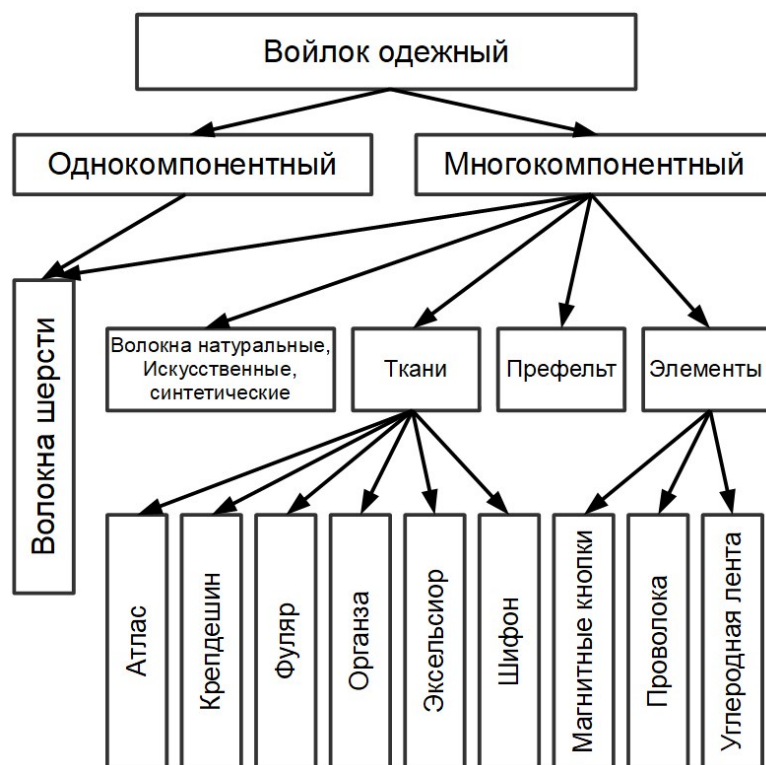 Войлок одежный
Однокомпонентный
Многокомпонентный
Волокна шерсти
Волокна натуральные,
Искусственные,
синтетические
Ткани
Префельт
Элементы
Атлас
Крепдешин
Фуляр
Органза
Эксельсиор
Шифон
Магнитные кнопки
Проволока
Углеродная лента